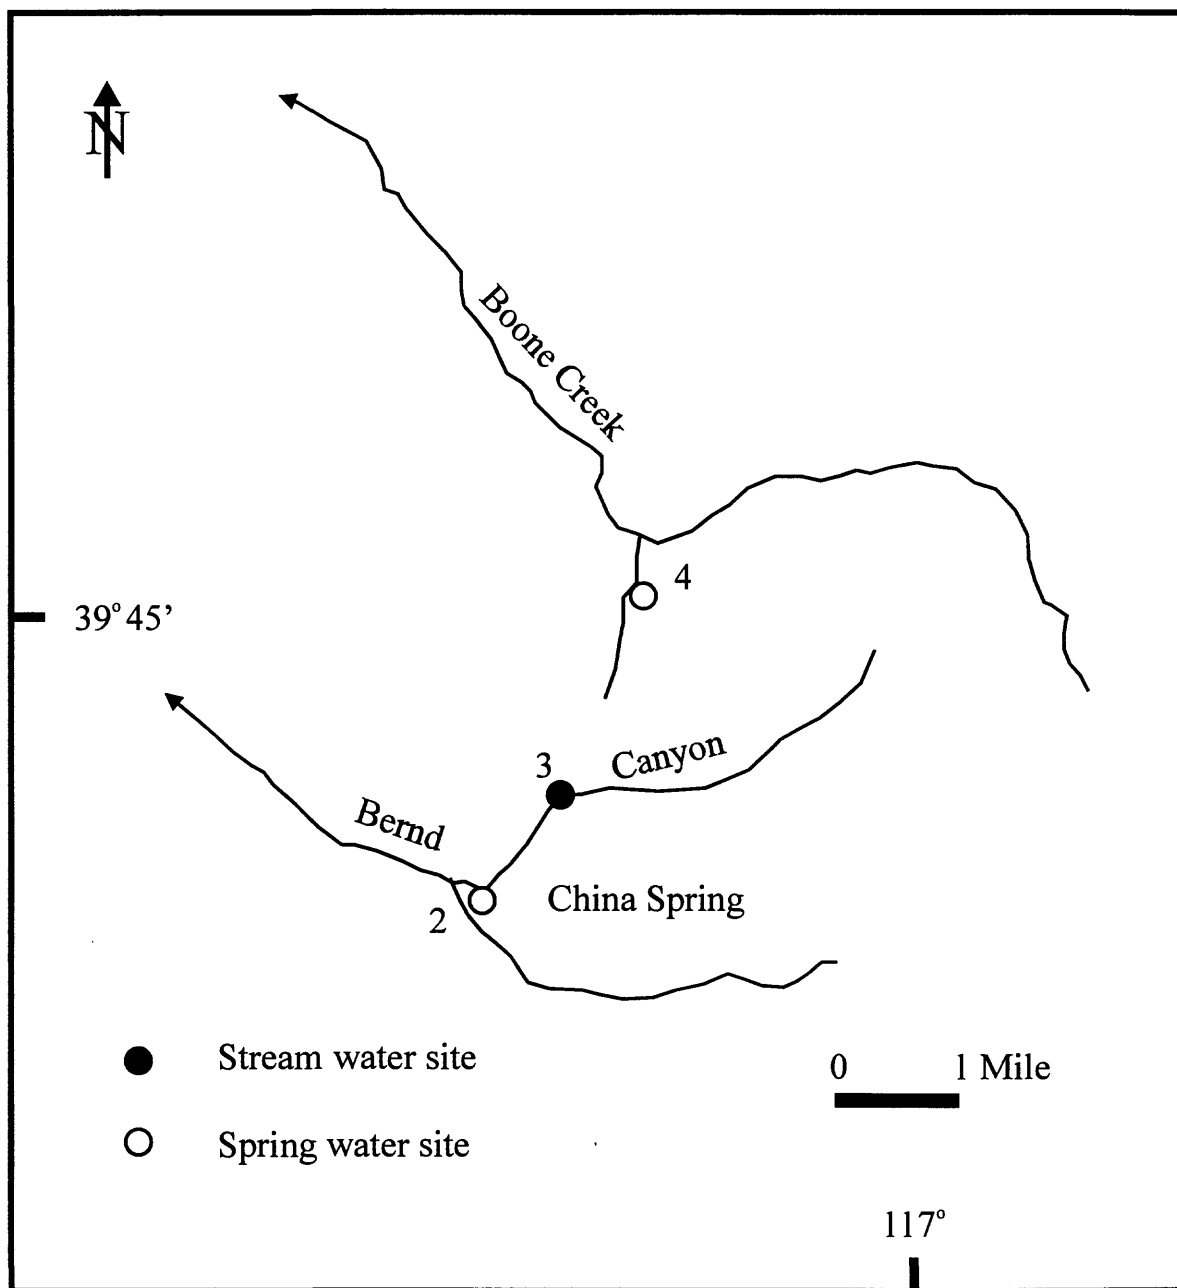 N
Boone Creek
4
39°45’
3
Canyon
Bernd
2
China Spring
Stream water site
0 1 Mile
Spring water site
117°